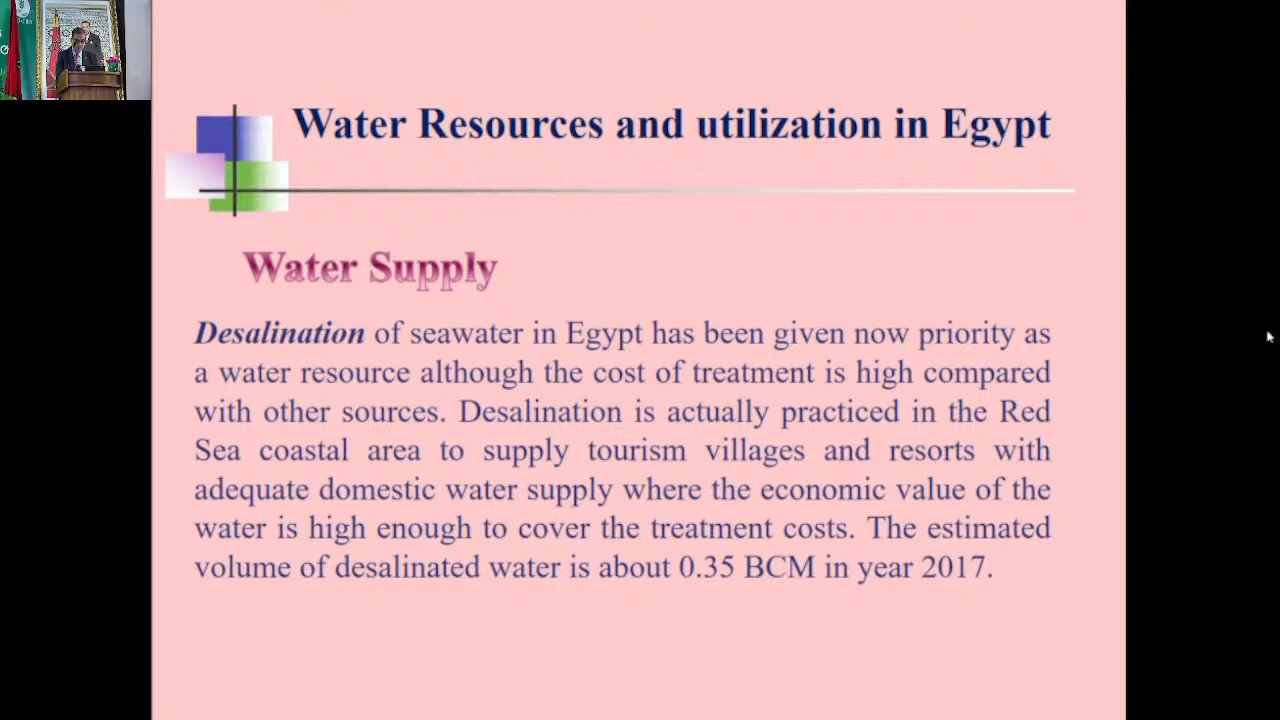 Water Resources and utilization in Egypt
Water Supply
Desalination of seawater in Egypt has been given now priority as
a water resource although the cost of treatment is high compared
with other sources. Desalination is actually practiced in the Red
Sea coastal area to supply tourism villages and resorts with
adequate domestic water supply where the economic value of the
water is high enough to cover the treatment costs. The estimated
volume of desalinated water is about 0.35 BCM in year 2017.